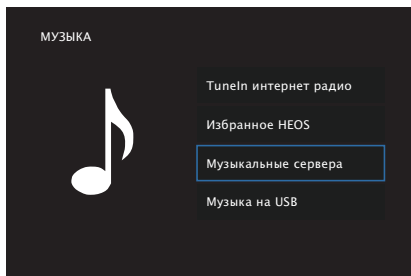 МУЗЫКА
TuneIn интернет радио
Избранное HEOS
Музыкальные сервера
Музыка на USB